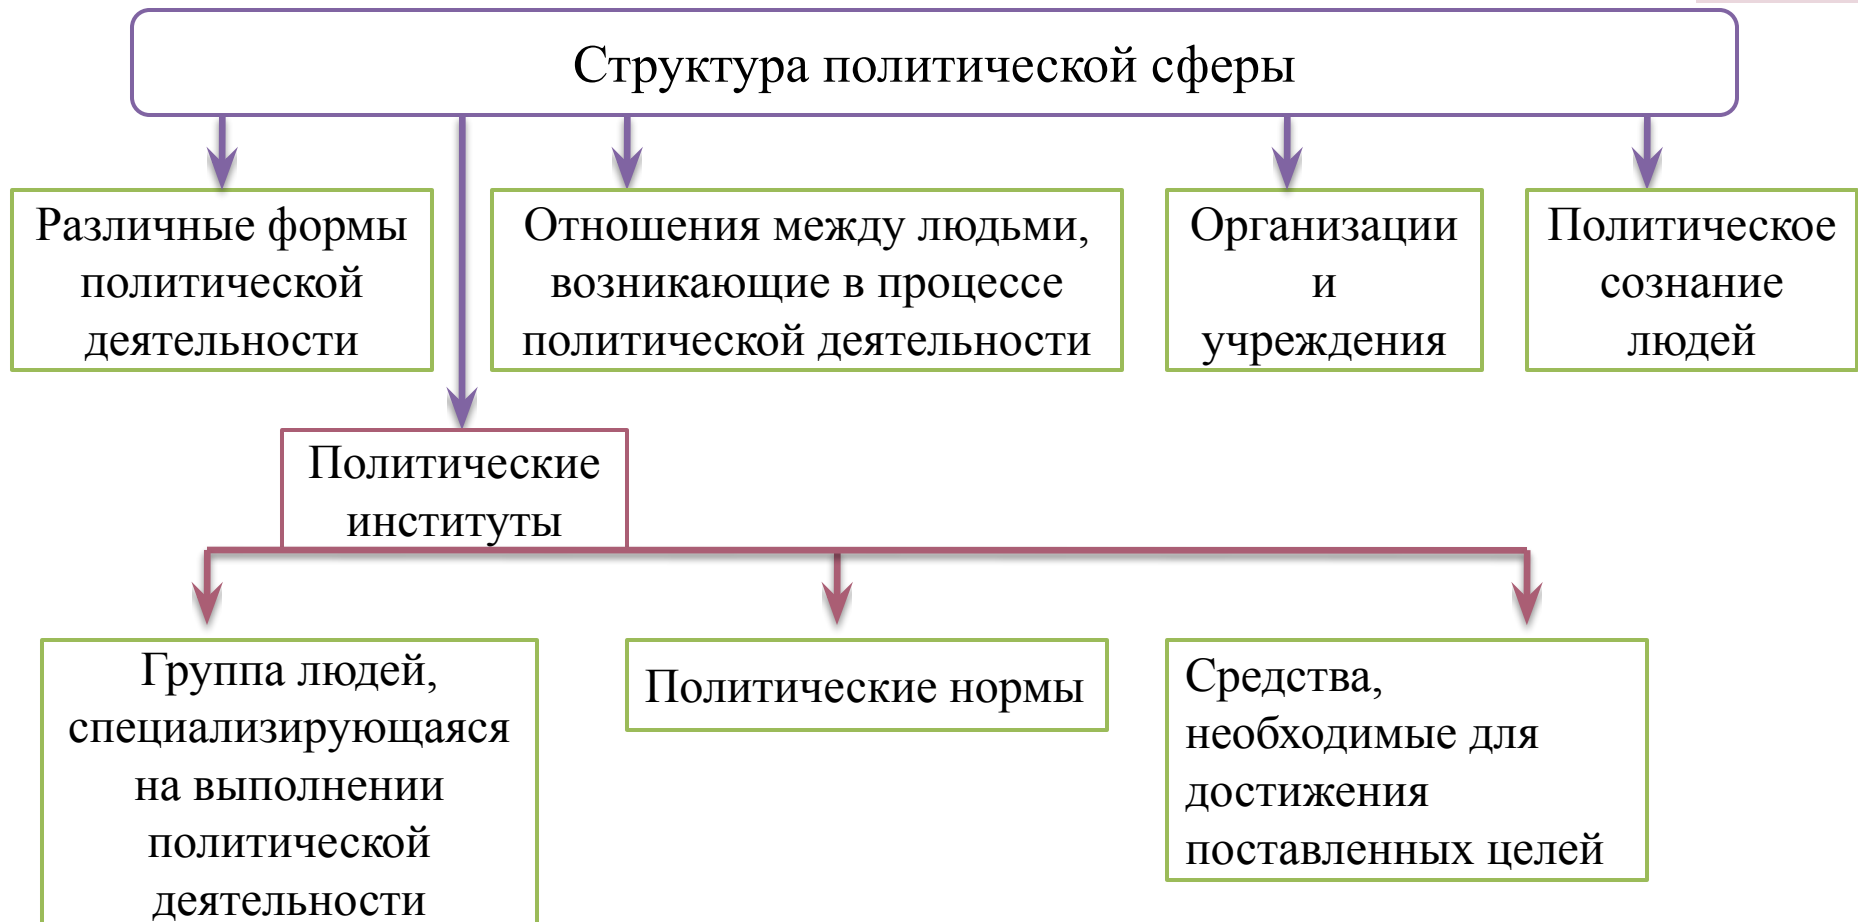 Структура политической сферы
Различные формы
политической
деятельности
Отношения между людьми,
возникающие в процессе
политической деятельности
Организации
и
учреждения
Политическое
сознание
людей
Политические
институты
Группа людей,
специализирующаяся
на выполнении
политической
деятельности
Политические нормы
Средства,
необходимые для
достижения
поставленных целей